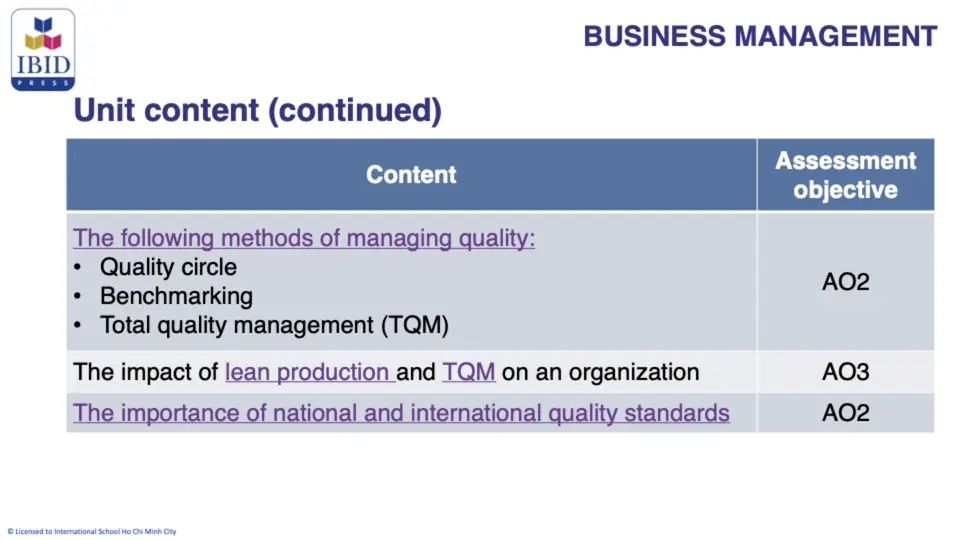 IBID
PRESS
BUSINESS MANAGEMENT
Unit content (continued)
Content
Assessment
objective
The following methods of managing quality:
• Quality circle
• Benchmarking
• Total quality management (TQM)
AO2
The impact of lean production and TQM on an organization
AO3
The importance of national and international quality standards
AO2
© Licensed to International School Ho Chi Minh City